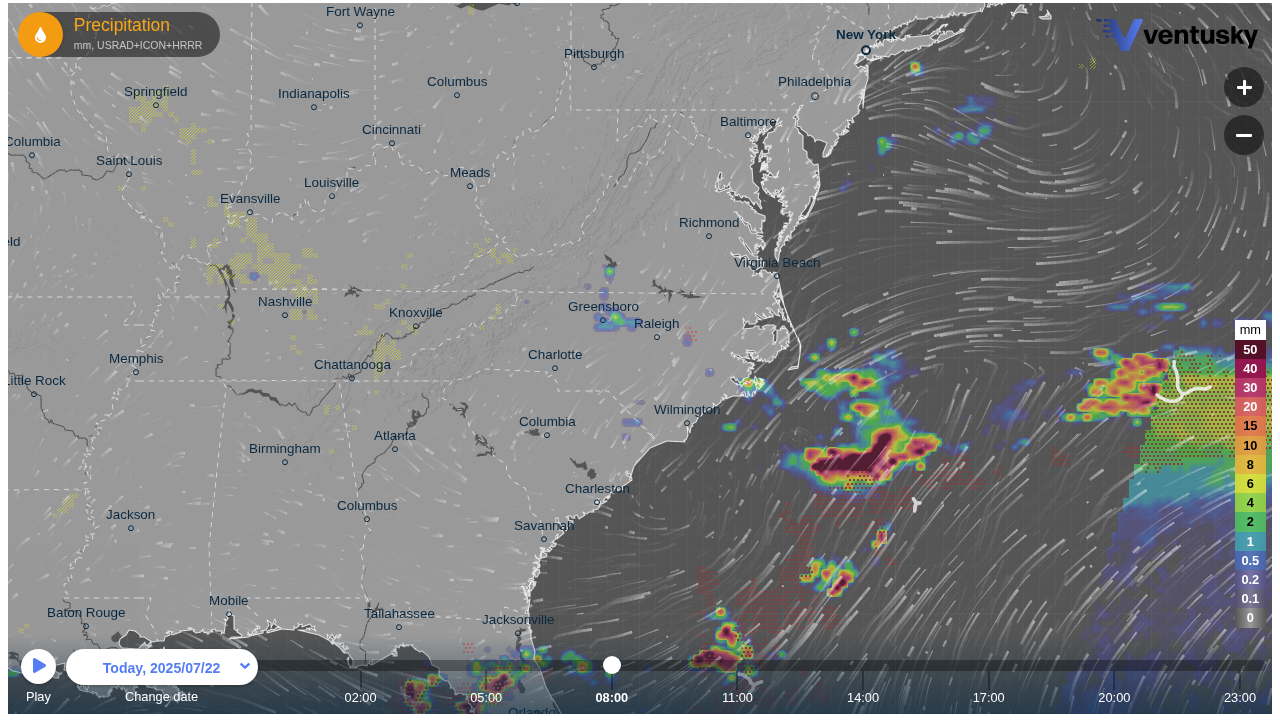 Precipitation
mm, USRAD+ICON+HRRR
Fort Wayne
New York
ventusky
Pittsburgh
Columbus
Philadelphia
Springfield
Indianapolis
+
−
Baltimore
Cincinnati
Columbia
Saint Louis
Meads
Louisville
Evansville
Richmond
eld
Virginia Beach
Nashville
Knoxville
Greensboro
Raleigh
mm
50
40
30
20
15
10
8
6
4
2
1
0.5
0.2
0.1
0
Memphis
Charlotte
Chattanooga
Little Rock
Wilmington
Columbia
Atlanta
Birmingham
Charleston
Columbus
Jackson
Savannah
Mobile
Baton Rouge
Tallahassee
Jacksonville
Today, 2025/07/22
Play
Change date
02:00
05:00
08:00
11:00
14:00
17:00
20:00
23:00
Orlando